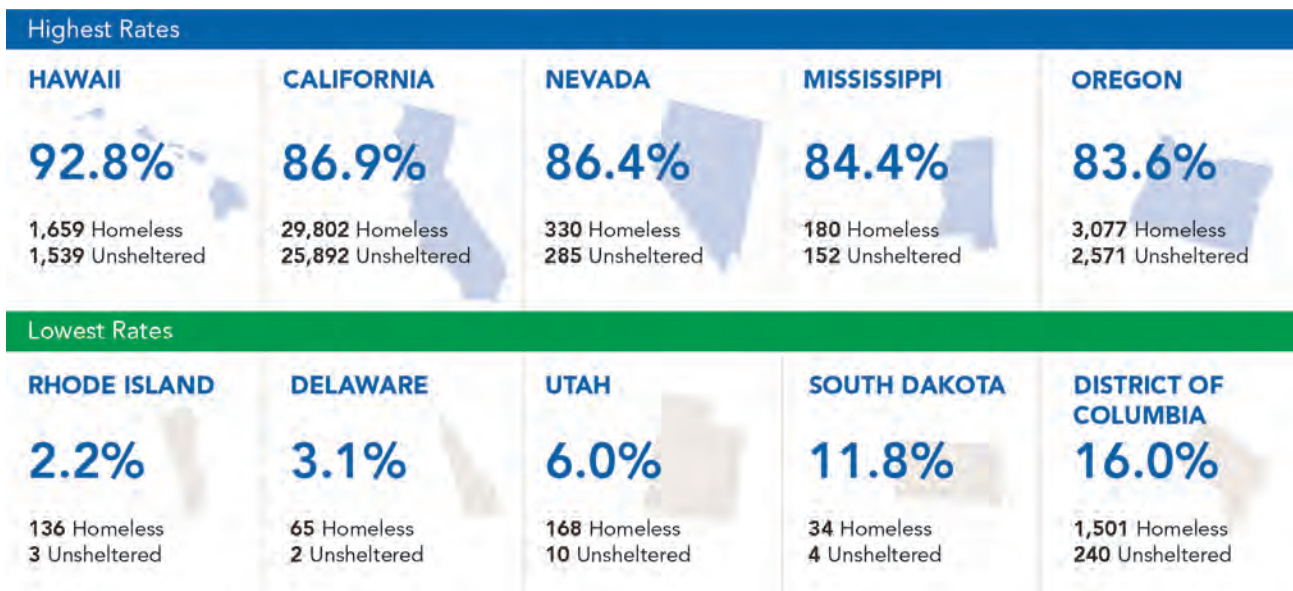 Highest Rates
HAWAII
92.8%
1,659 Homeless
1,539 Unsheltered
CALIFORNIA
86.9%
29,802 Homeless
25,892 Unsheltered
NEVADA
86.4%
330 Homeless
285 Unsheltered
MISSISSIPPI
84.4%
180 Homeless
152 Unsheltered
OREGON
83.6%
3,077 Homeless
2,571 Unsheltered
Lowest Rates
RHODE ISLAND
2.2%
136 Homeless
3 Unsheltered
DELAWARE
3.1%
65 Homeless
2 Unsheltered
UTAH
6.0%
168 Homeless
10 Unsheltered
SOUTH DAKOTA
11.8%
34 Homeless
4 Unsheltered
DISTRICT OF
COLUMBIA
16.0%
1,501 Homeless
240 Unsheltered